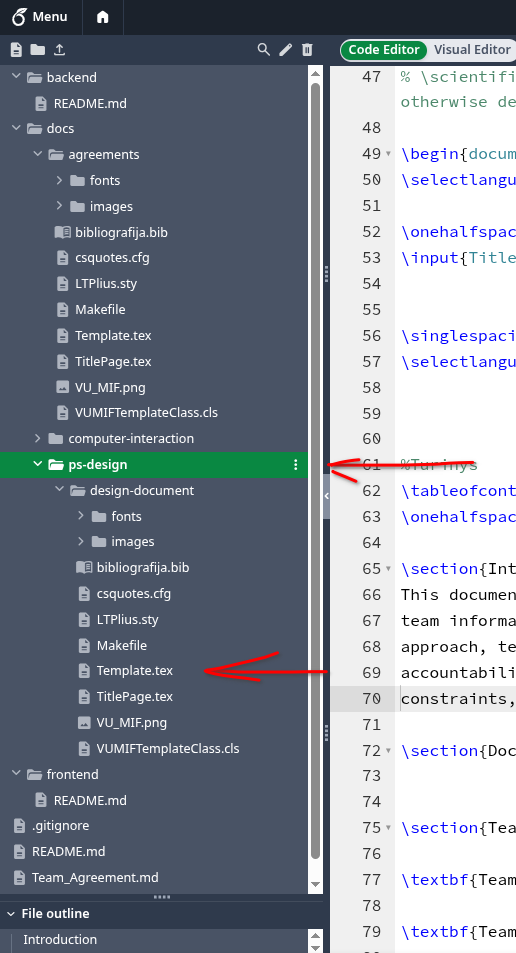 Menu
Code Editor Visual Editor
backend
README.md
docs
agreements
fonts
images
bibliografija.bib
csquotes.cfg
LTPlius.sty
Makefile
Template.tex
TitlePage.tex
VU_MIF.png
VUMIFTemplateClass.cls
computer-interaction
ps-design
design-document
fonts
images
bibliografija.bib
csquotes.cfg
LTPlius.sty
Makefile
Template.tex
TitlePage.tex
VU_MIF.png
VUMIFTemplateClass.cls
frontend
README.md
.gitignore
README.md
Team_Agreement.md
File outline
Introduction
47 % \scientifi
otherwise de
48
49 \begin{docum
50 \selectlangu
51
52 \onehalfspac
53 \input{Title
54
55
56 \singlespaci
57 \selectlangu
58
59
60
61 %Turinys
62 \tableofcont
63 \onehalfspac
64
65 \section{Int
66 This documen
67 team informa
68 approach, te
69 accountabili
70 constraints,
71
72 \section{Doc
73
74
75 \section{Tea
76
77 \textbf{Team
78
79 \textbf{Team